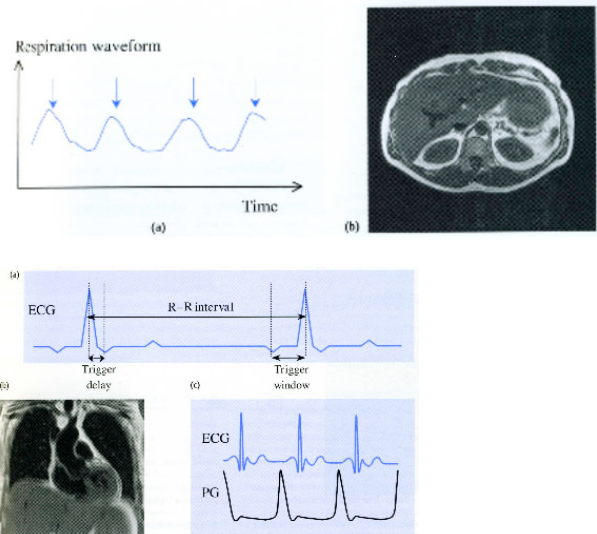 Respiration waveform
Time
(a)
(b)
(a)
ECG
R–R interval
Trigger delay
Trigger window
(c)
ECG
PG